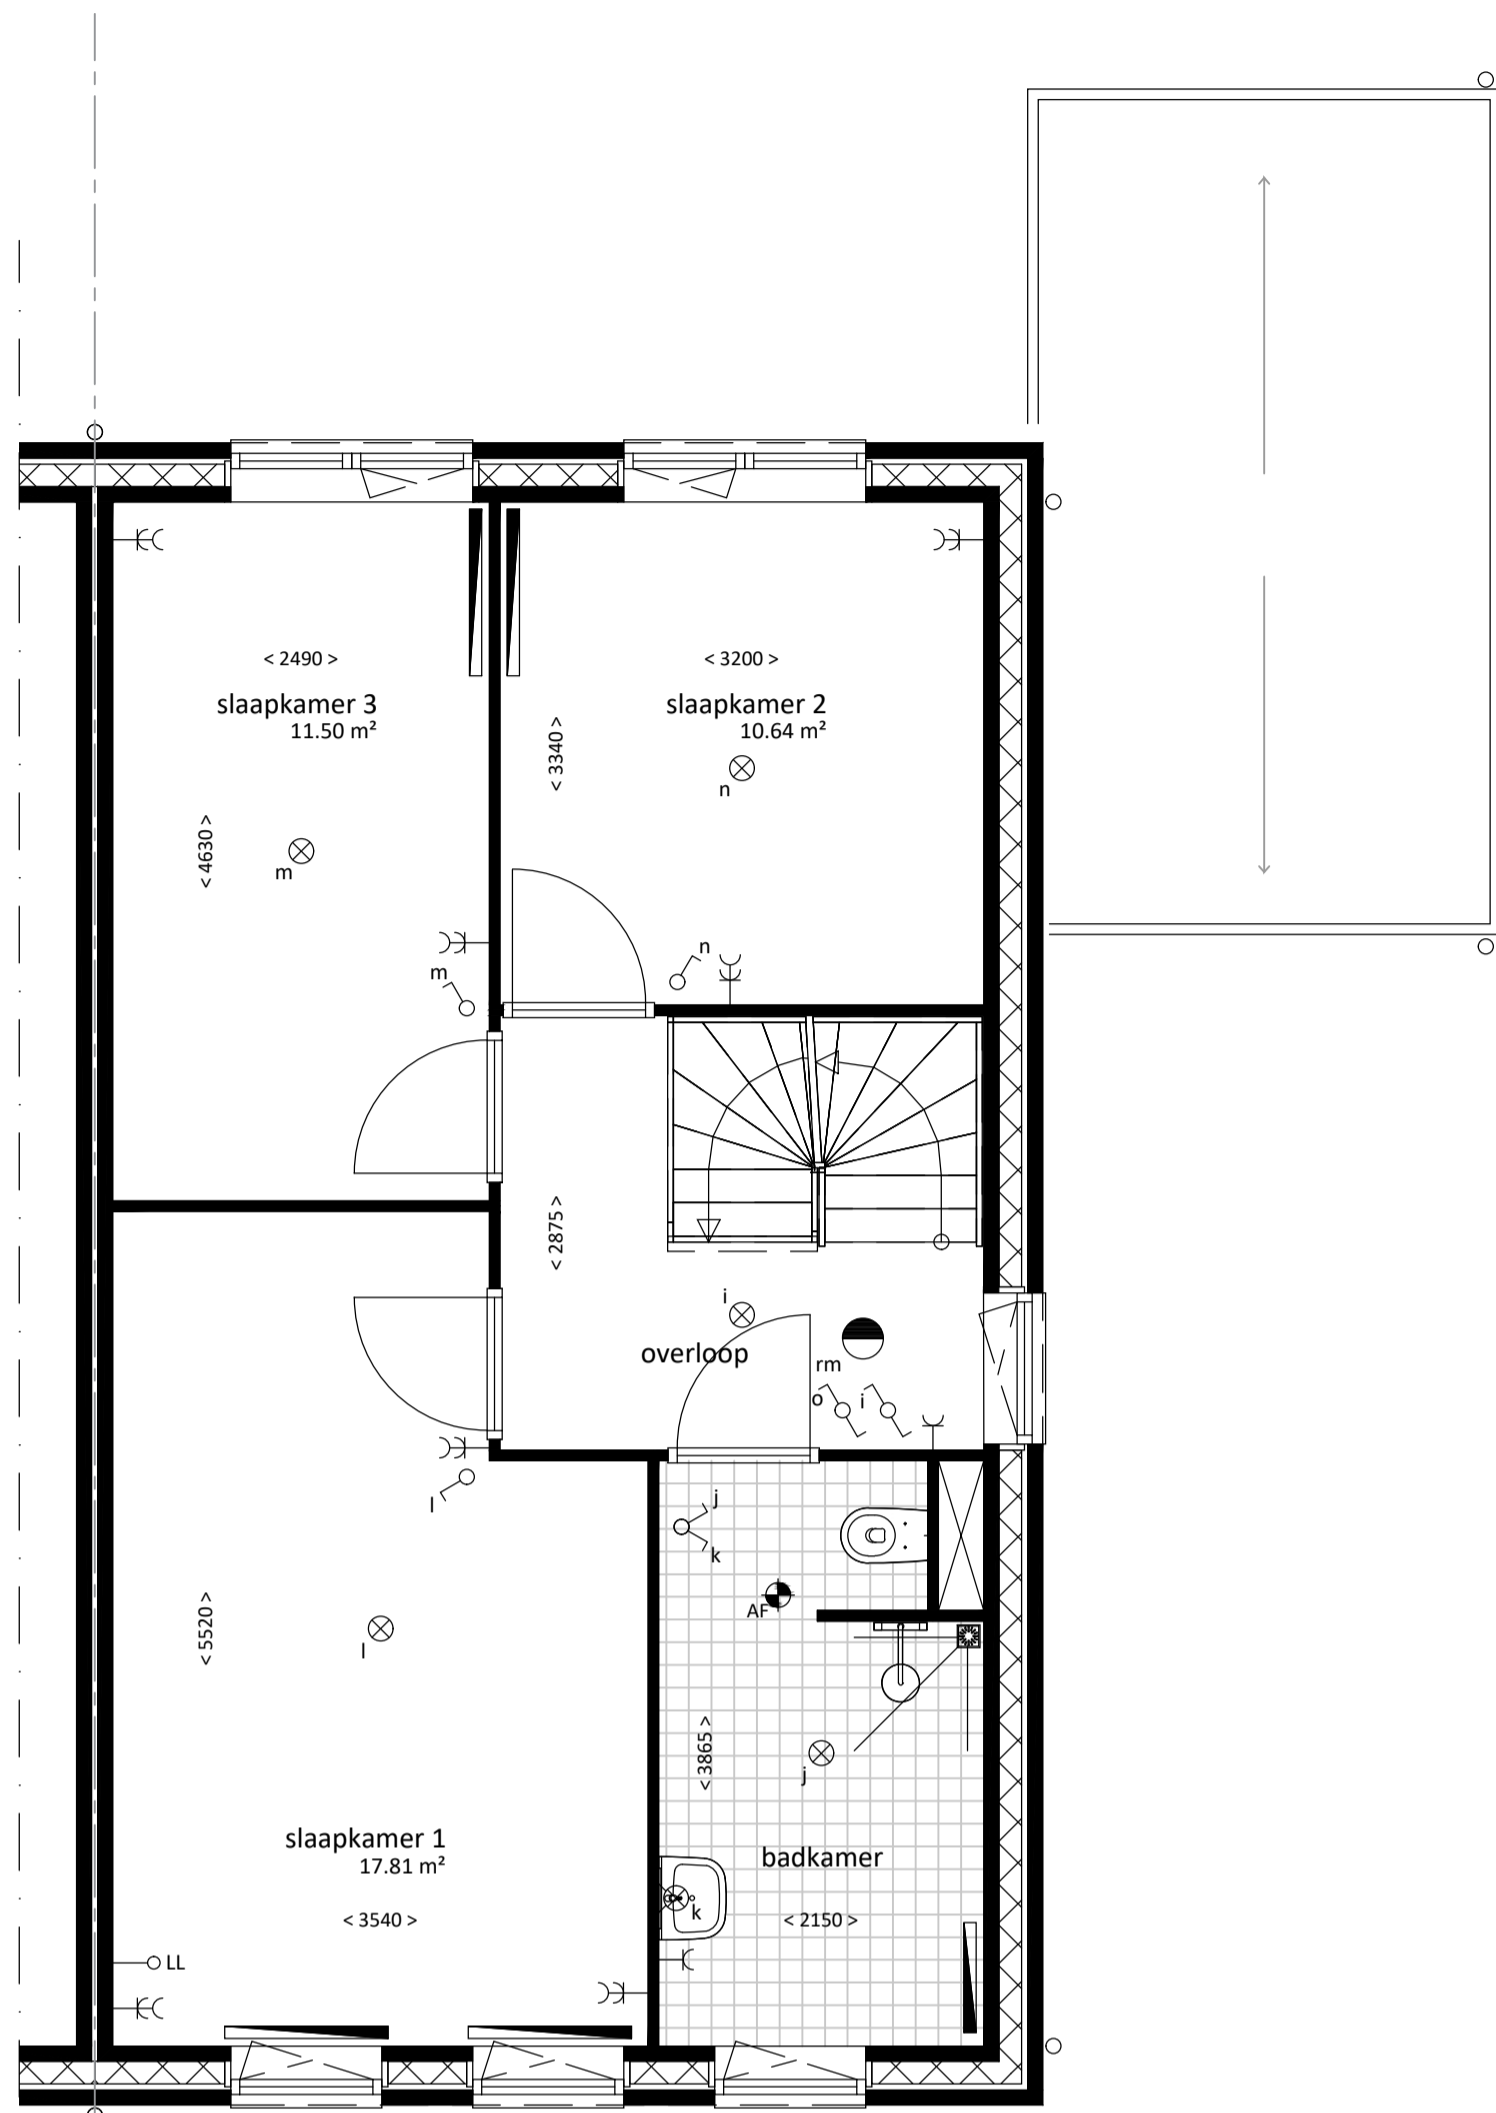 < 2490 >
slaapkamer 3
11.50 m²
< 3200 >
slaapkamer 2
10.64 m²
< 3340 >
n
< 4630 >
m
m
n
< 2875 >
i
overloop
rm
o
i
l
j
k
AF
< 5520 >
l
< 3865 >
j
slaapkamer 1
17.81 m²
badkamer
k
< 3540 >
< 2150 >
LL